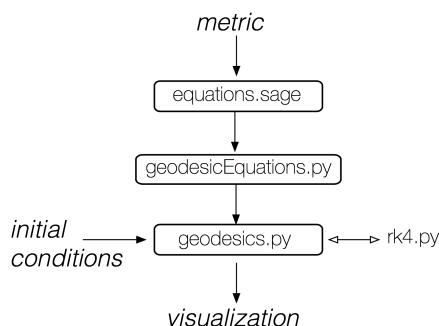 metric
equations.sage
geodesicEquations.py
initial
conditions
geodesics.py
rk4.py
visualization